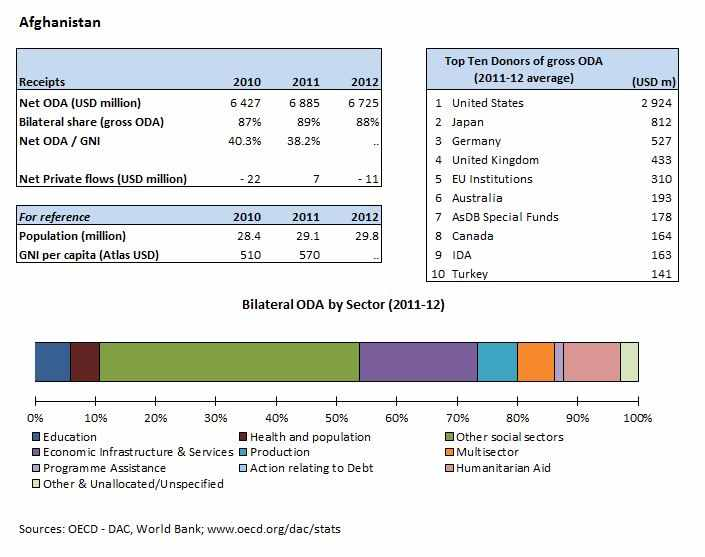 Afghanistan
Receipts 2010 2011 2012
Net ODA (USD million) 6 427 6 885 6 725
Bilateral share (gross ODA) 87% 89% 88%
Net ODA / GNI 40.3% 38.2% ..
Net Private flows (USD million) - 22 7 - 11
For reference 2010 2011 2012
Population (million) 28.4 29.1 29.8
GNI per capita (Atlas USD) 510 570 ..
Top Ten Donors of gross ODA
(2011-12 average) (USD m)
1 United States 2 924
2 Japan 812
3 Germany 527
4 United Kingdom 433
5 EU Institutions 310
6 Australia 193
7 AsDB Special Funds 178
8 Canada 164
9 IDA 163
10 Turkey 141
Bilateral ODA by Sector (2011-12)
0% 10% 20% 30% 40% 50% 60% 70% 80% 90% 100%
Education Health and population Other social sectors
Economic Infrastructure & Services Production Multisector
Programme Assistance Action relating to Debt Humanitarian Aid
Other & Unallocated/Unspecified
Sources: OECD - DAC, World Bank; www.oecd.org/dac/stats